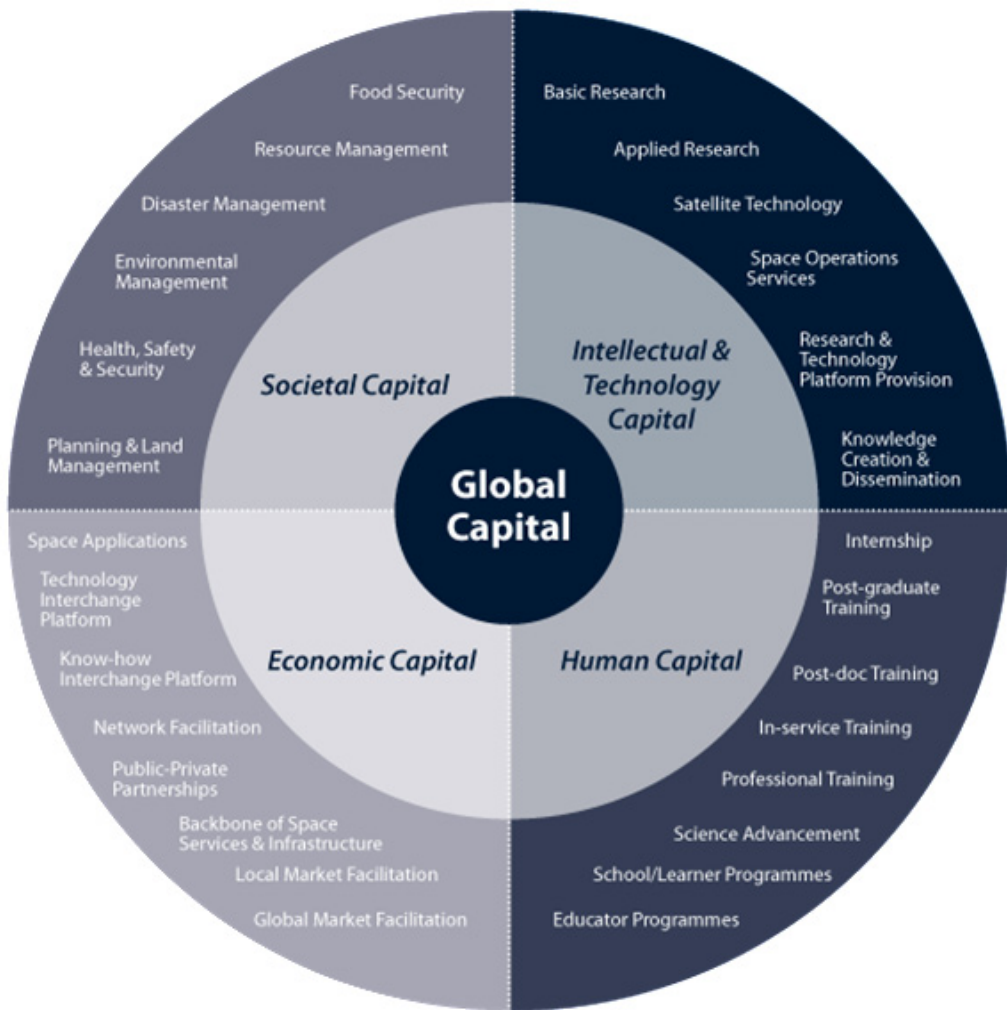 Food Security
Resource Management
Disaster Management
Environmental
Management
Health, Safety
& Security
Planning & Land
Management
Societal Capital
Basic Research
Applied Research
Satellite Technology
Space Operations
Services
Research &
Technology
Platform Provision
Knowledge
Creation &
Dissemination
Intellectual &
Technology
Capital
Global
Capital
Space Applications
Technology
Interchange
Platform
Know-how
Interchange Platform
Network Facilitation
Public-Private
Partnerships
Backbone of Space
Services & Infrastructure
Local Market Facilitation
Global Market Facilitation
Economic Capital
Human Capital
Internship
Post-graduate
Training
Post-doc Training
In-service Training
Professional Training
Science Advancement
School/Learner Programmes
Educator Programmes